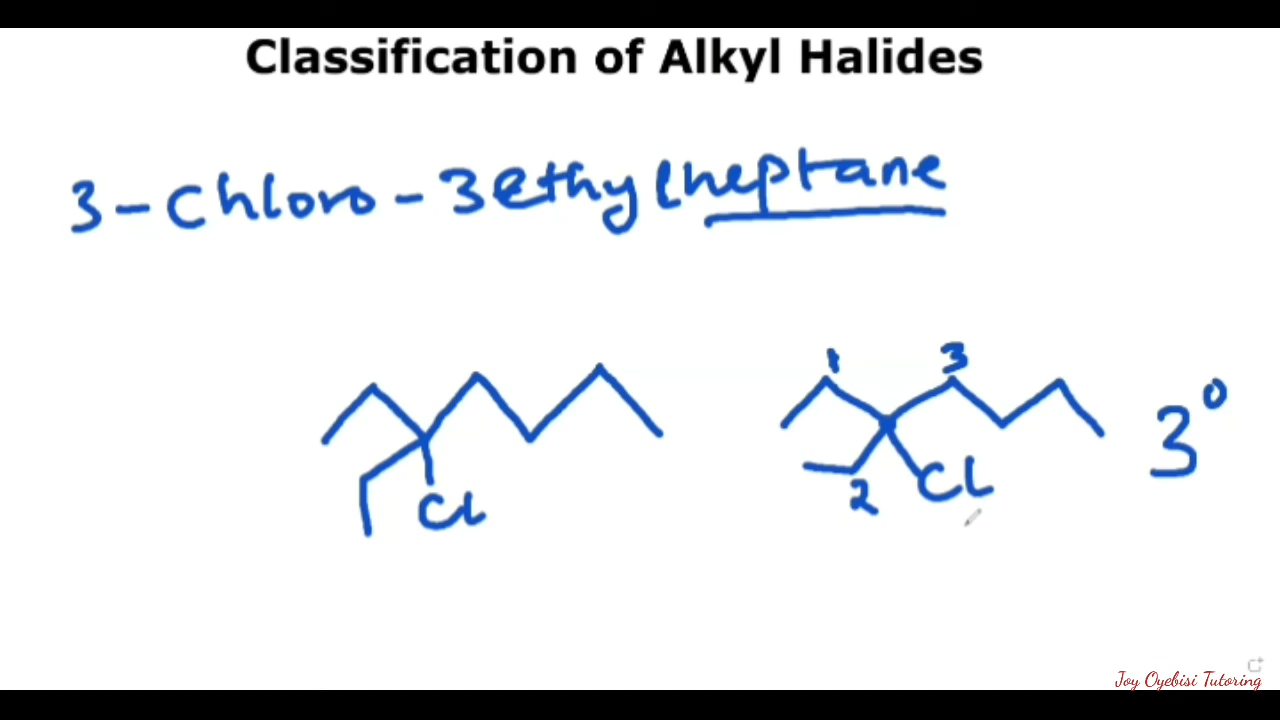 Classification of Alkyl Halides
3-Chloro-3ethylheptane
1 3
3°
Cl Cl
2
Joy Oyebisi Tutoring